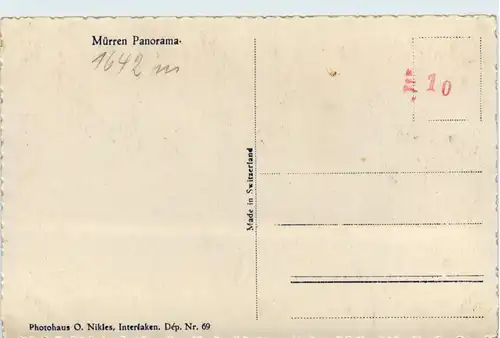 Mürren Panorama.
1642 m
10
Made in Switzerland
Photohaus O. Nikles, Interlaken. Dép. Nr. 69